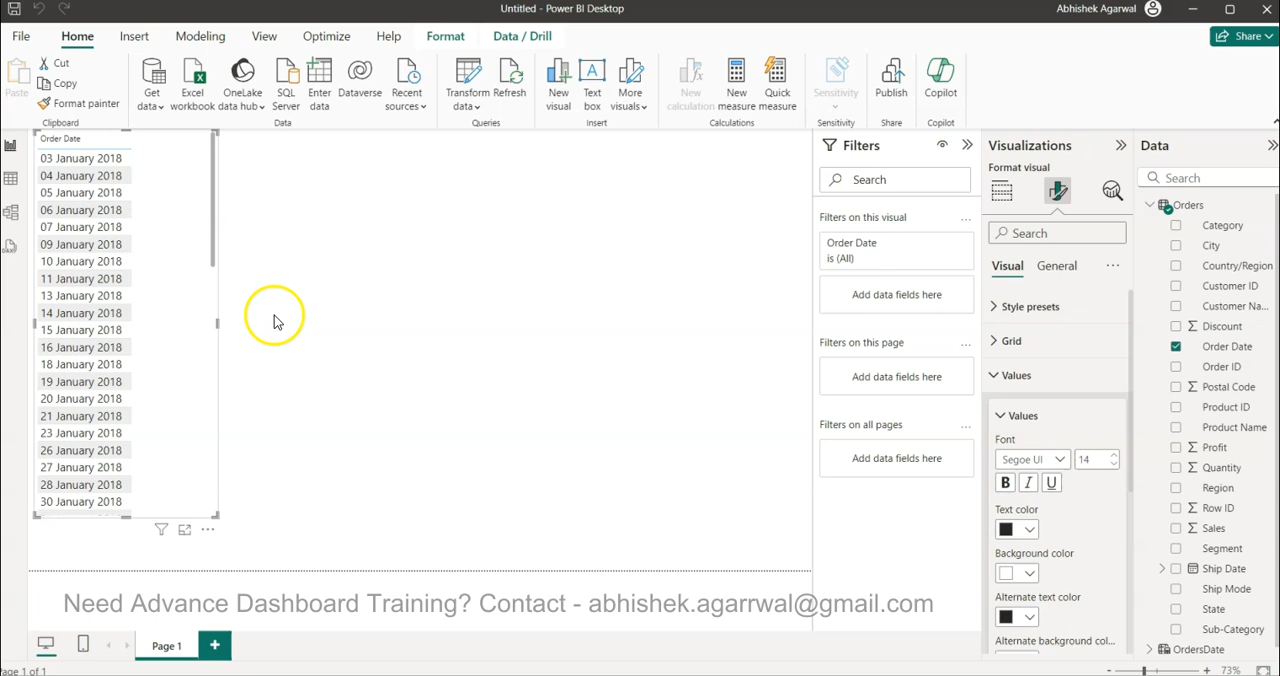 Untitled - Power BI Desktop
Abhishek Agarwal
File Home Insert Modeling View Optimize Help Format Data / Drill Share
Paste
Cut
Copy
Format painter
Clipboard
Get data
Excel workbook
OneLake data hub
SQL Server
Enter data
Dataverse
Recent sources
Data
Transform data
Refresh
Queries
New visual
Text box
More visuals
Insert
New calculation
New measure
Quick measure
Calculations
Sensitivity
Sensitivity
Publish
Share
Copilot
Copilot
Order Date
03 January 2018
04 January 2018
05 January 2018
06 January 2018
07 January 2018
09 January 2018
10 January 2018
11 January 2018
13 January 2018
14 January 2018
15 January 2018
16 January 2018
18 January 2018
19 January 2018
20 January 2018
21 January 2018
23 January 2018
26 January 2018
27 January 2018
28 January 2018
30 January 2018
Need Advance Dashboard Training? Contact - abhishek.agarrwal@gmail.com
Page 1
Page 1 of 1
73%
Filters
Search
Filters on this visual ...
Order Date
is (All)
Add data fields here
Filters on this page ...
Add data fields here
Filters on all pages ...
Add data fields here
Visualizations
Format visual
Search
Visual General ...
Style presets
Grid
Values
Values
Font
Segoe UI 14
B I U
Text color
Background color
Alternate text color
Alternate background col...
Data
Search
Orders
Category
City
Country/Region
Customer ID
Customer Na...
Discount
Order Date
Order ID
Postal Code
Product ID
Product Name
Profit
Quantity
Region
Row ID
Sales
Segment
Ship Date
Ship Mode
State
Sub-Category
OrdersDate